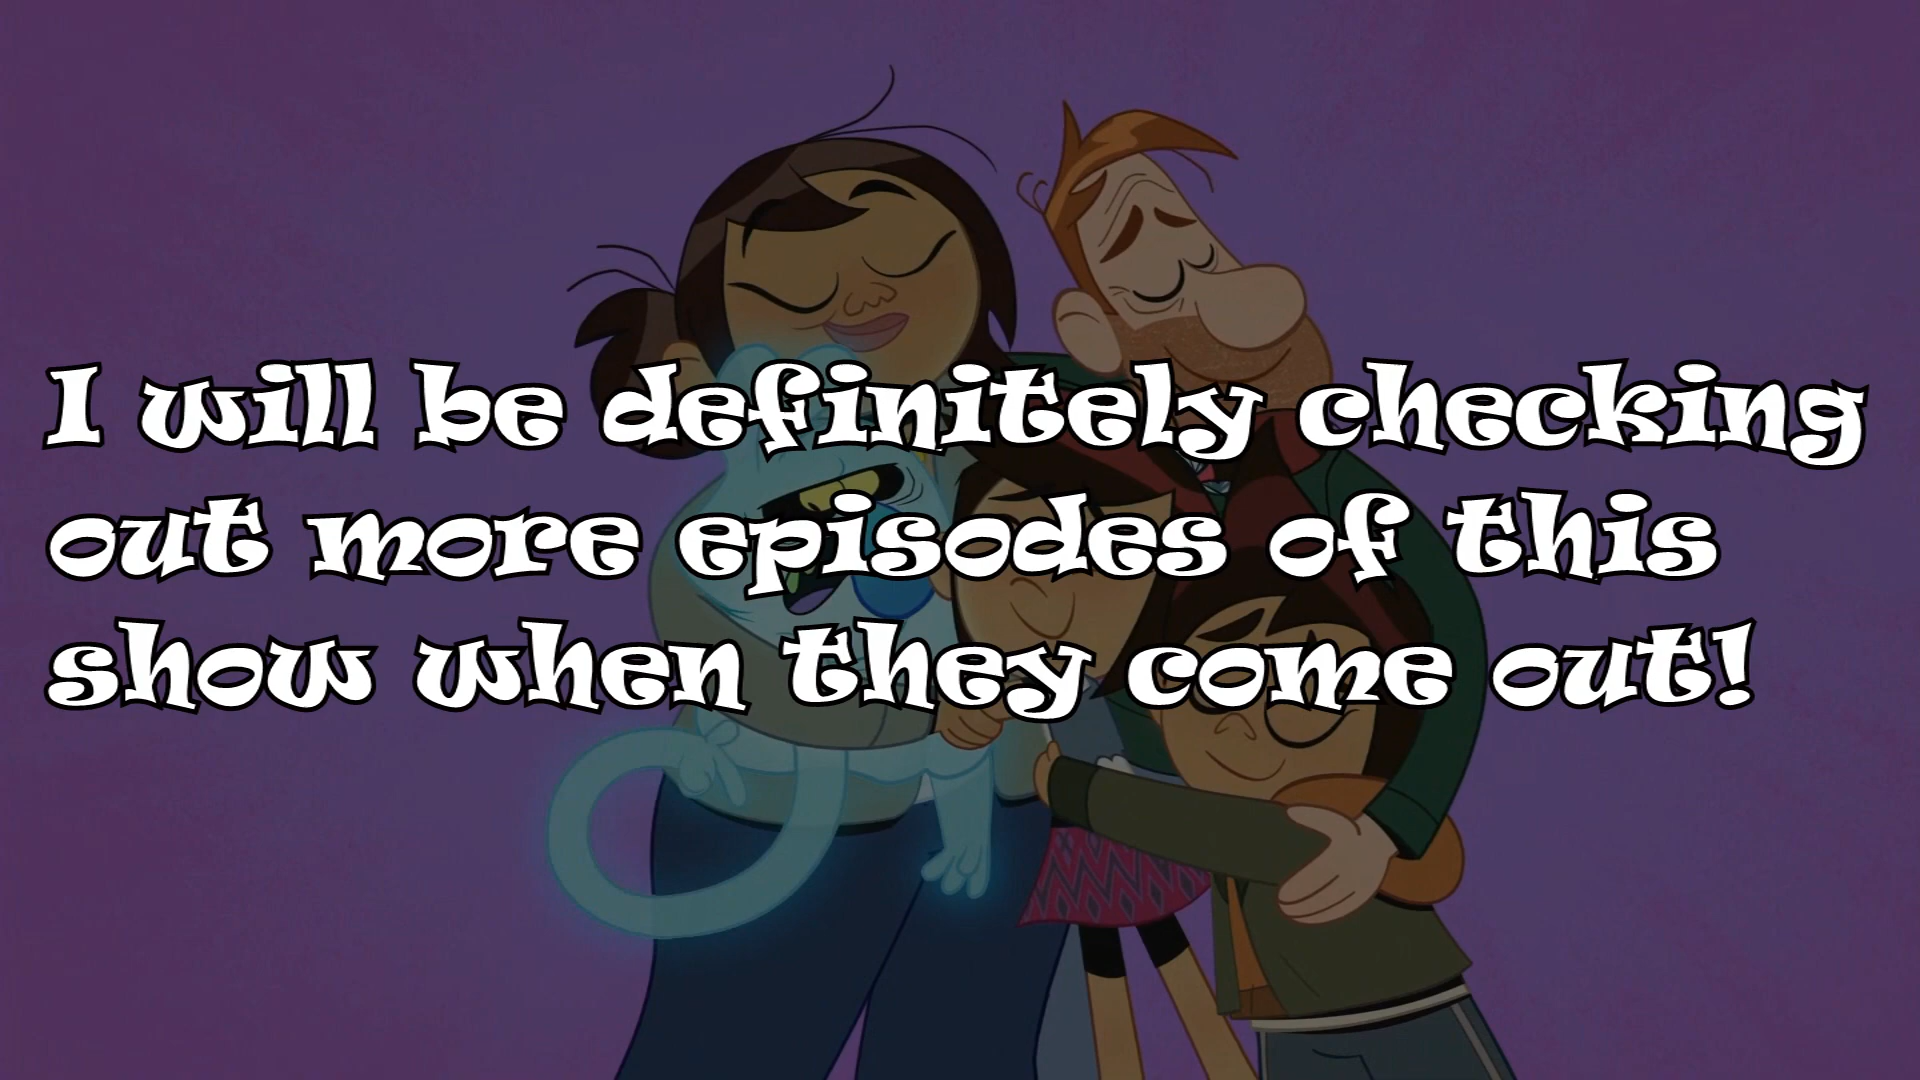 I will be definitely checking
out more episodes of this
show when they come out!